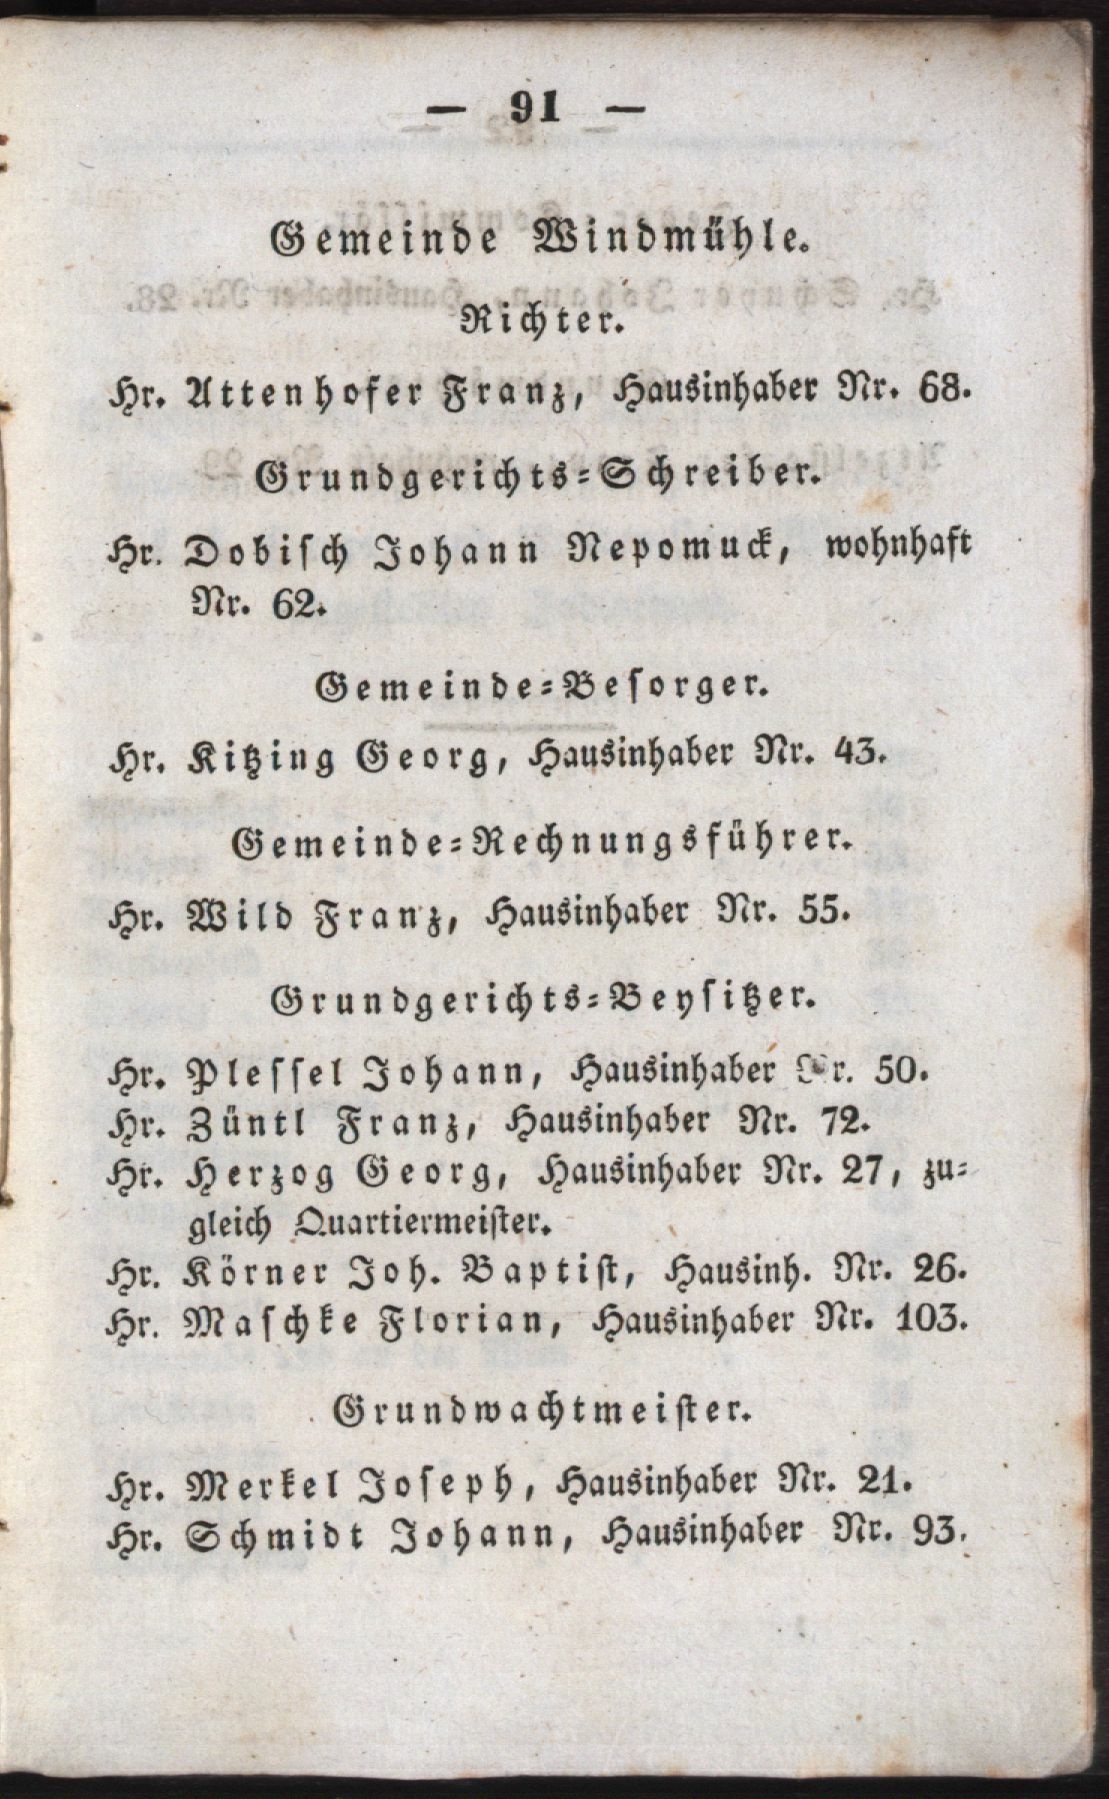 — 91 —
Gemeinde Windmühle.
Richter.
Hr. Attenhofer Franz, Hausinhaber Nr. 68.
Grundgerichts-Schreiber.
Hr. Dobisch Johann Nepomuck, wohnhaft
Nr. 62.
Gemeinde-Besorger.
Hr. Kitzing Georg, Hausinhaber Nr. 43.
Gemeinde-Rechnungsführer.
Hr. Wild Franz, Hausinhaber Nr. 55.
Grundgerichts-Beysitzer.
Hr. Plessel Johann, Hausinhaber Nr. 50.
Hr. Züntl Franz, Hausinhaber Nr. 72.
Hr. Herzog Georg, Hausinhaber Nr. 27, zu-
gleich Quartiermeister.
Hr. Körner Joh. Baptist, Hausinh. Nr. 26.
Hr. Maschke Florian, Hausinhaber Nr. 103.
Grundwachtmeister.
Hr. Merkel Joseph, Hausinhaber Nr. 21.
Hr. Schmidt Johann, Hausinhaber Nr. 93.